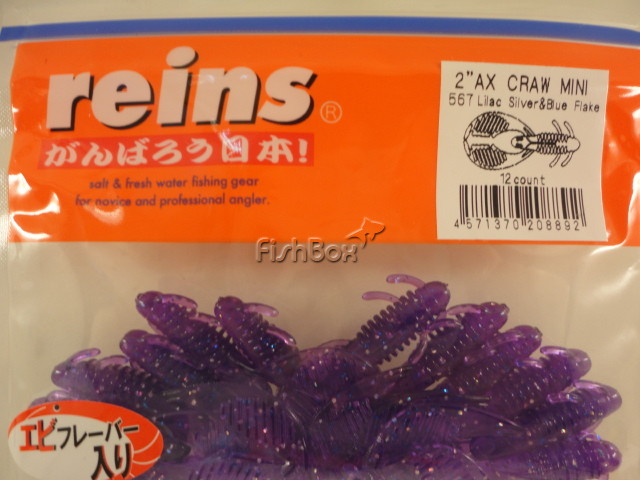 reins®
がんばろう日本!
salt & fresh water fishing gear
for novice and professional angler.
2"AX CRAW MINI
567 Lilac Silver&Blue Flake
12count
4 571370 208892
FishBox
エビフレーバー
入り